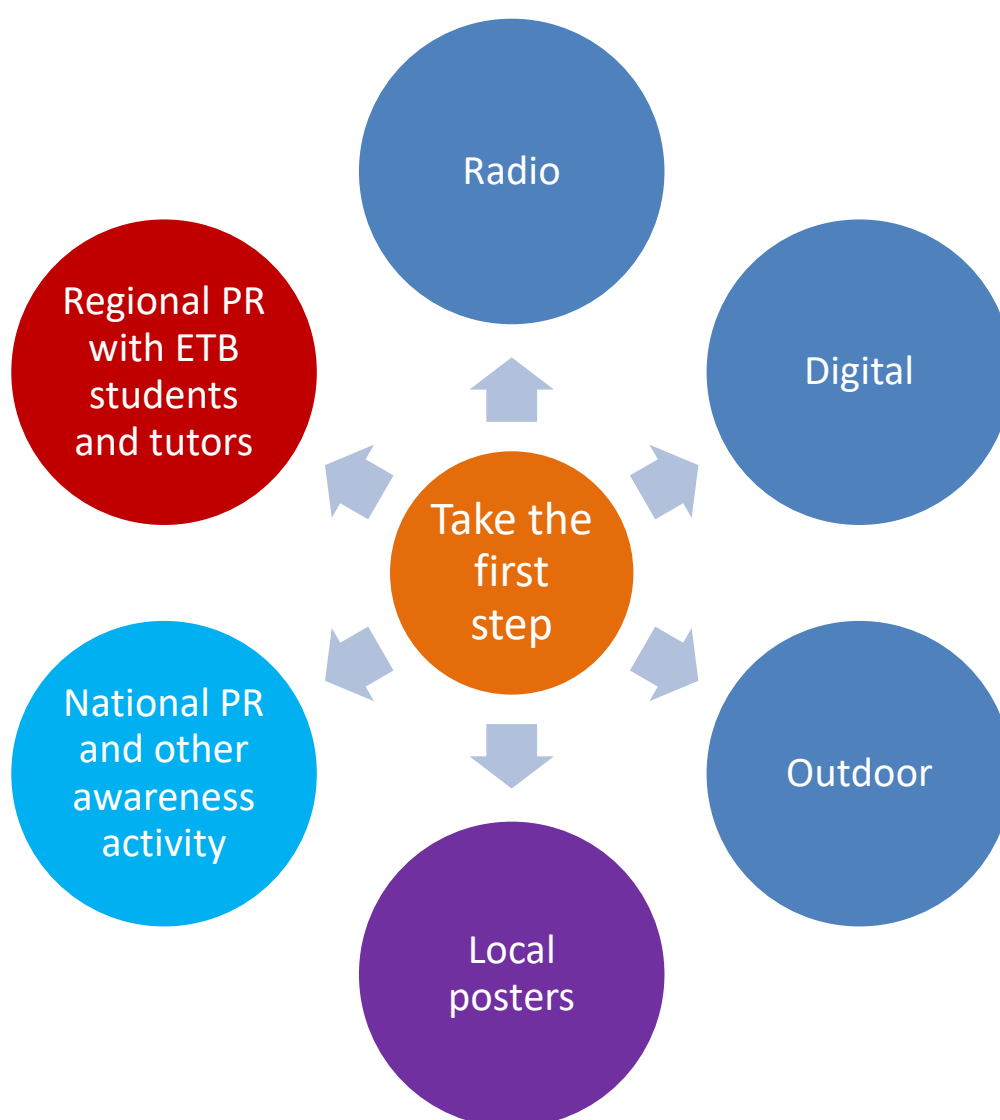 Radio
Regional PR
with ETB
students
and tutors
Digital
Take the
first
step
National PR
and other
awareness
activity
Outdoor
Local
posters